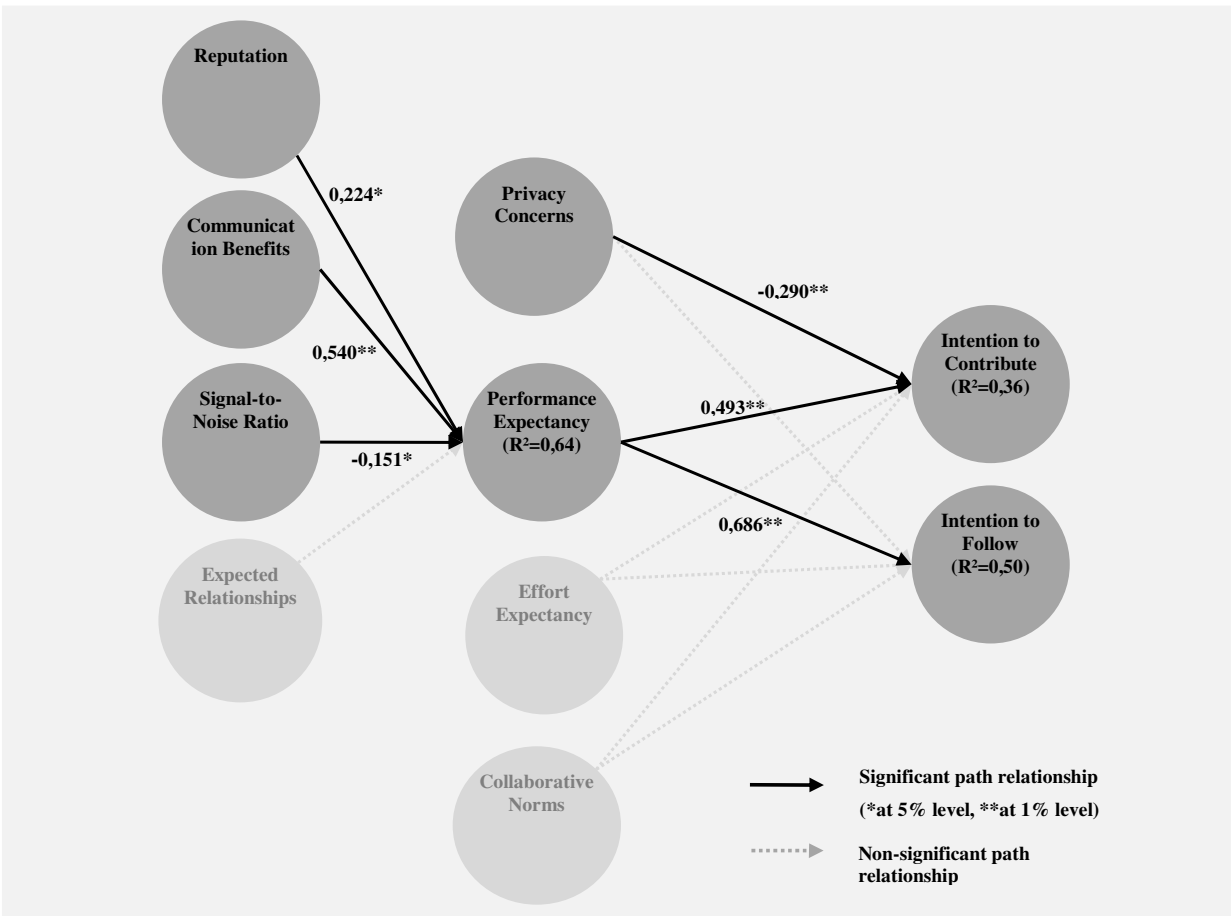 Reputation
0,224*
Communicat
ion Benefits
0,540**
Signal-to-
Noise Ratio
-0,151*
Expected
Relationships
Privacy
Concerns
-0,290**
Performance
Expectancy
(R²=0,64)
0,493**
0,686**
Effort
Expectancy
Collaborative
Norms
Intention to
Contribute
(R²=0,36)
Intention to
Follow
(R²=0,50)
Significant path relationship
(*at 5% level, **at 1% level)
Non-significant path
relationship